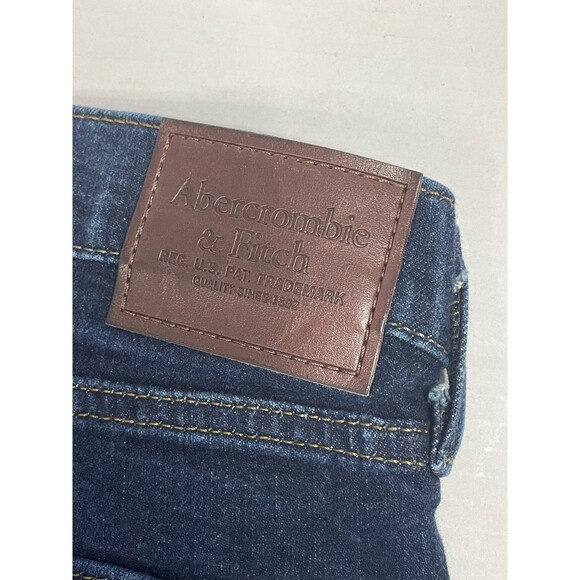 Abercrombie
& Fitch
REG. U.S. PAT. TRADEMARK
QUALITY SINCE 1892